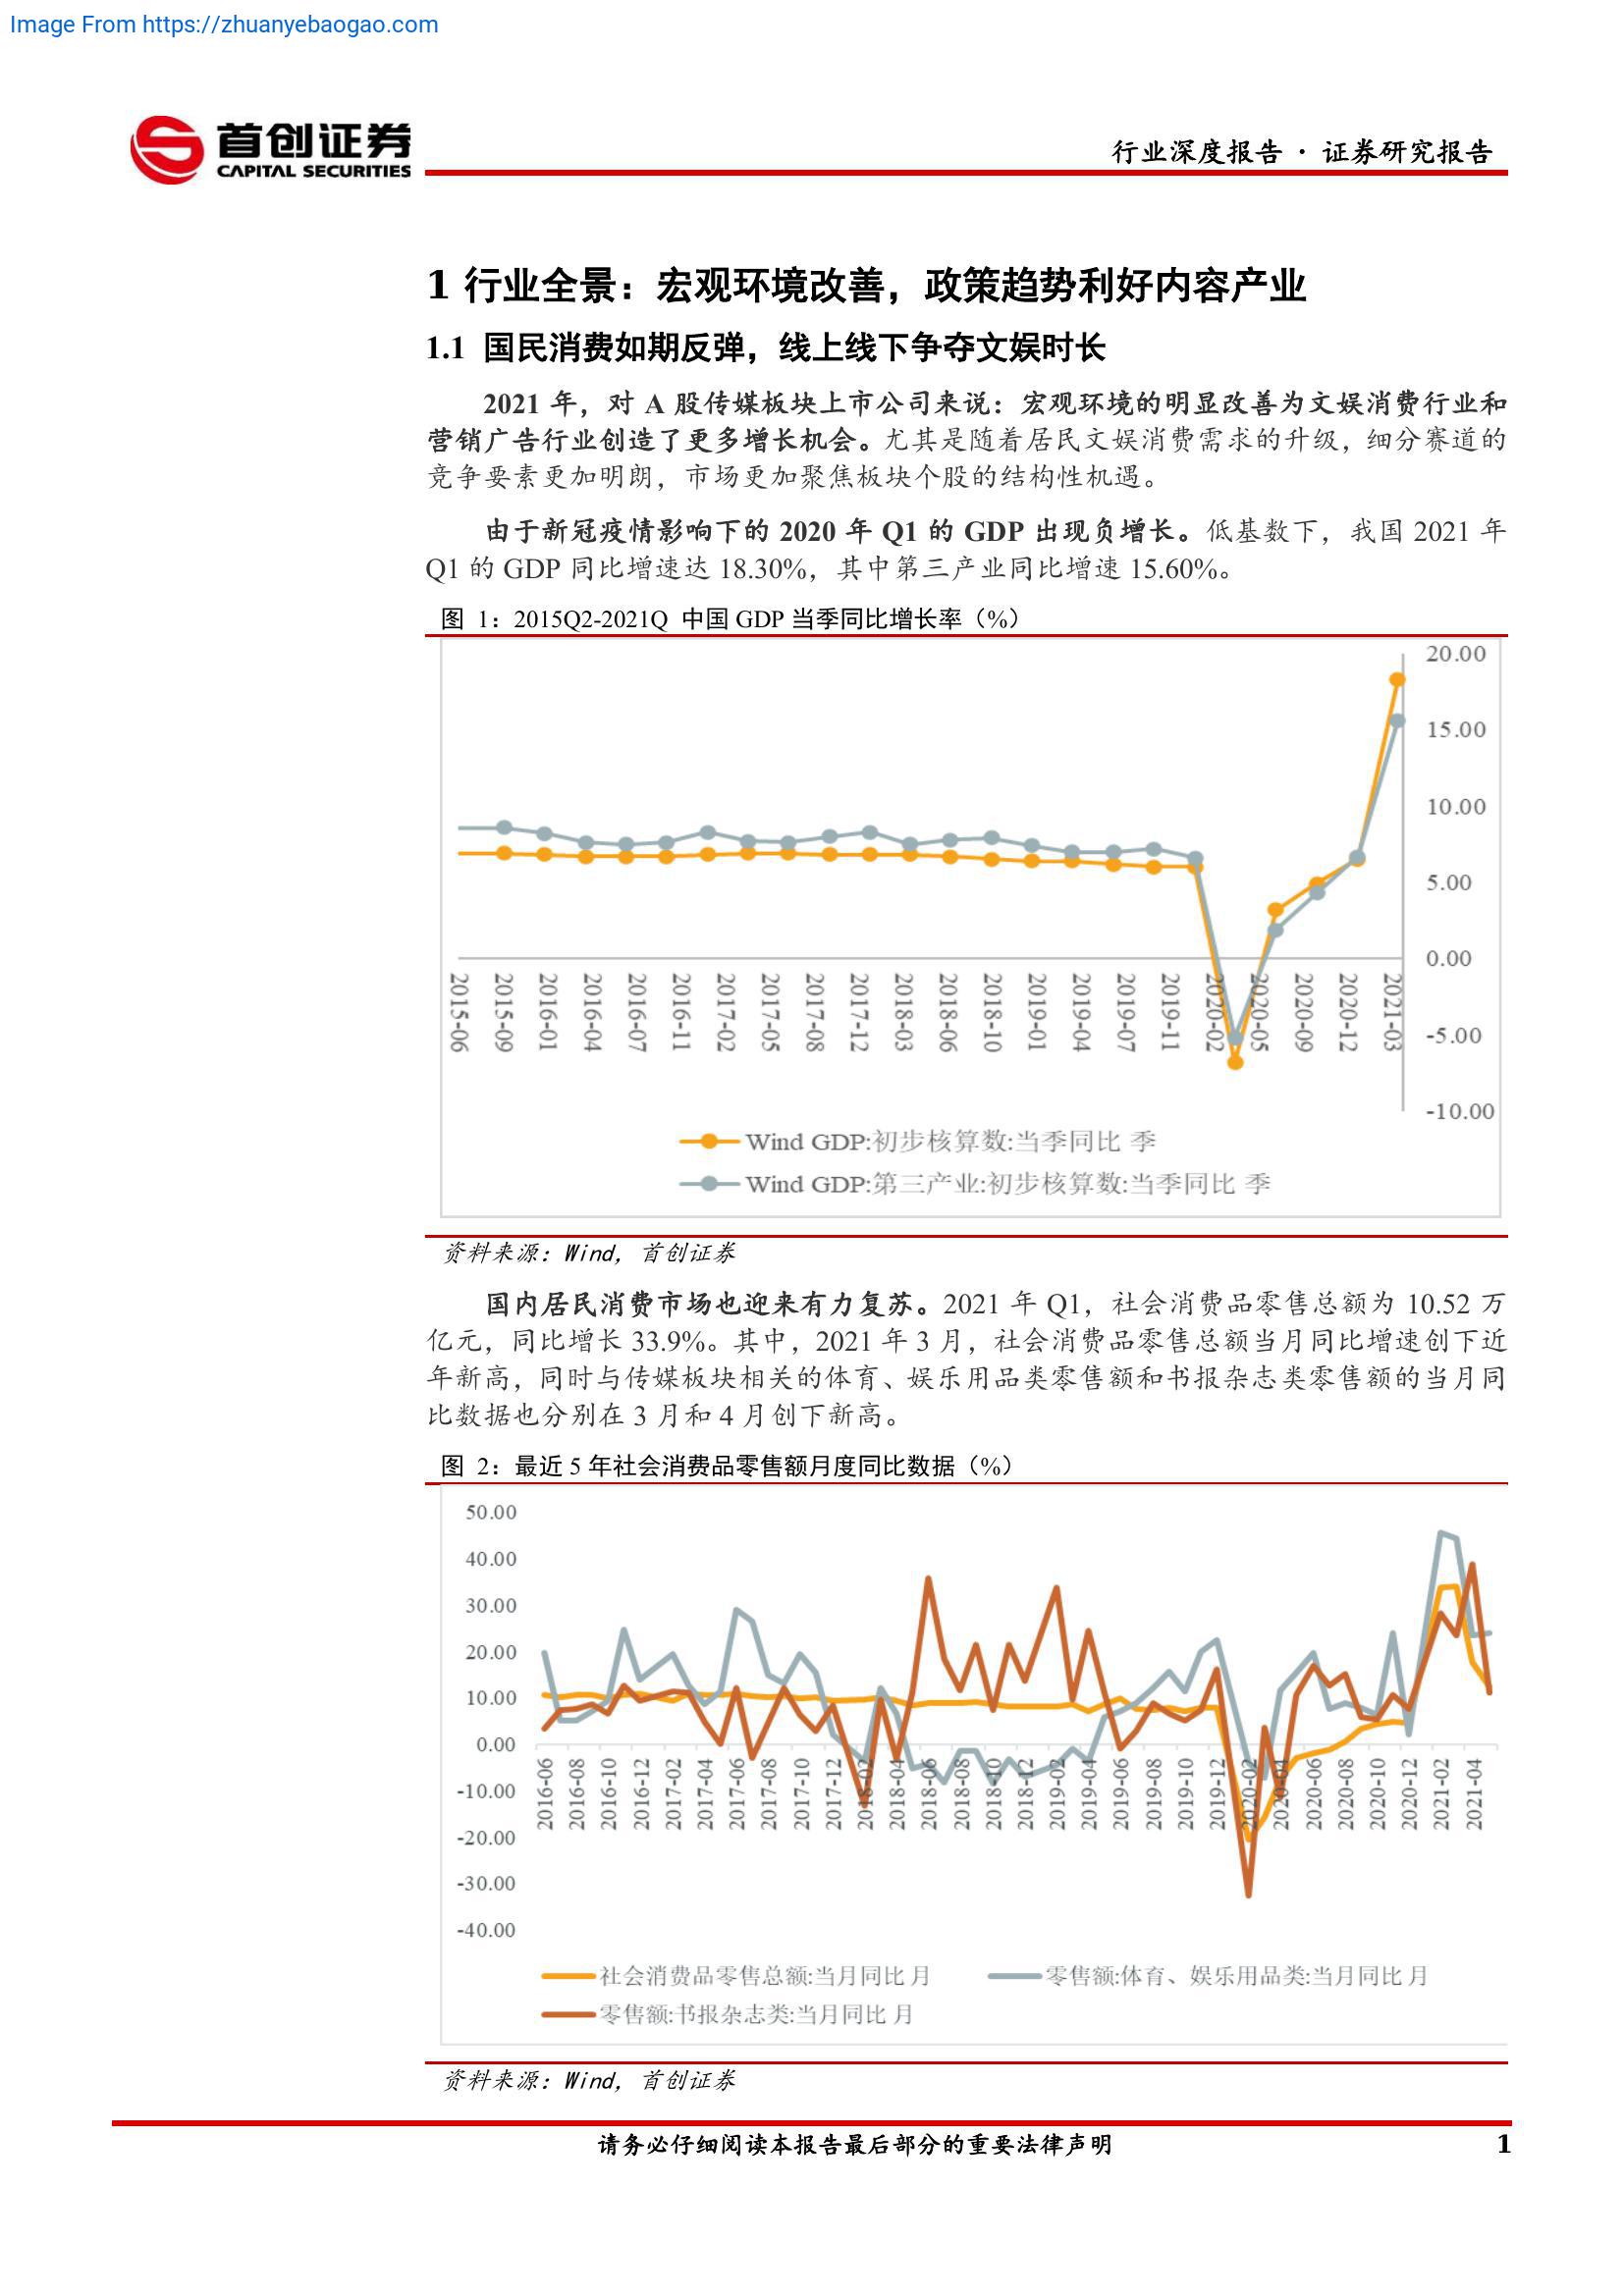 Image From https://zhuanyebaogao.com
首创证券
CAPITAL SECURITIES
行业深度报告 · 证券研究报告
1 行业全景：宏观环境改善，政策趋势利好内容产业
1.1 国民消费如期反弹，线上线下争夺文娱时长
2021 年，对 A 股传媒板块上市公司来说：宏观环境的明显改善为文娱消费行业和
营销广告行业创造了更多增长机会。尤其是随着居民文娱消费需求的升级，细分赛道的
竞争要素更加明朗，市场更加聚焦板块个股的结构性机遇。
由于新冠疫情影响下的 2020 年 Q1 的 GDP 出现负增长。低基数下，我国 2021 年
Q1 的 GDP 同比增速达 18.30%，其中第三产业同比增速 15.60%。
图 1：2015Q2-2021Q 中国 GDP 当季同比增长率（%）
20.00
15.00
10.00
5.00
0.00
-5.00
-10.00
2015-06
2015-09
2016-01
2016-04
2016-07
2016-11
2017-02
2017-05
2017-08
2017-12
2018-03
2018-06
2018-10
2019-01
2019-04
2019-07
2019-11
2020-02
2020-05
2020-09
2020-12
2021-03
Wind GDP:初步核算数:当季同比 季
Wind GDP:第三产业:初步核算数:当季同比 季
资料来源：Wind，首创证券
国内居民消费市场也迎来有力复苏。2021 年 Q1，社会消费品零售总额为 10.52 万
亿元，同比增长 33.9%。其中，2021 年 3 月，社会消费品零售总额当月同比增速创下近
年新高，同时与传媒板块相关的体育、娱乐用品类零售额和书报杂志类零售额的当月同
比数据也分别在 3 月和 4 月创下新高。
图 2：最近 5 年社会消费品零售额月度同比数据（%）
50.00
40.00
30.00
20.00
10.00
0.00
-10.00
-20.00
-30.00
-40.00
2016-06
2016-08
2016-10
2016-12
2017-02
2017-04
2017-06
2017-08
2017-10
2017-12
2018-02
2018-04
2018-06
2018-08
2018-10
2018-12
2019-02
2019-04
2019-06
2019-08
2019-10
2019-12
2020-02
2020-04
2020-06
2020-08
2020-10
2020-12
2021-02
2021-04
社会消费品零售总额:当月同比 月
零售额:体育、娱乐用品类:当月同比 月
零售额:书报杂志类:当月同比 月
资料来源：Wind，首创证券
请务必仔细阅读本报告最后部分的重要法律声明
1